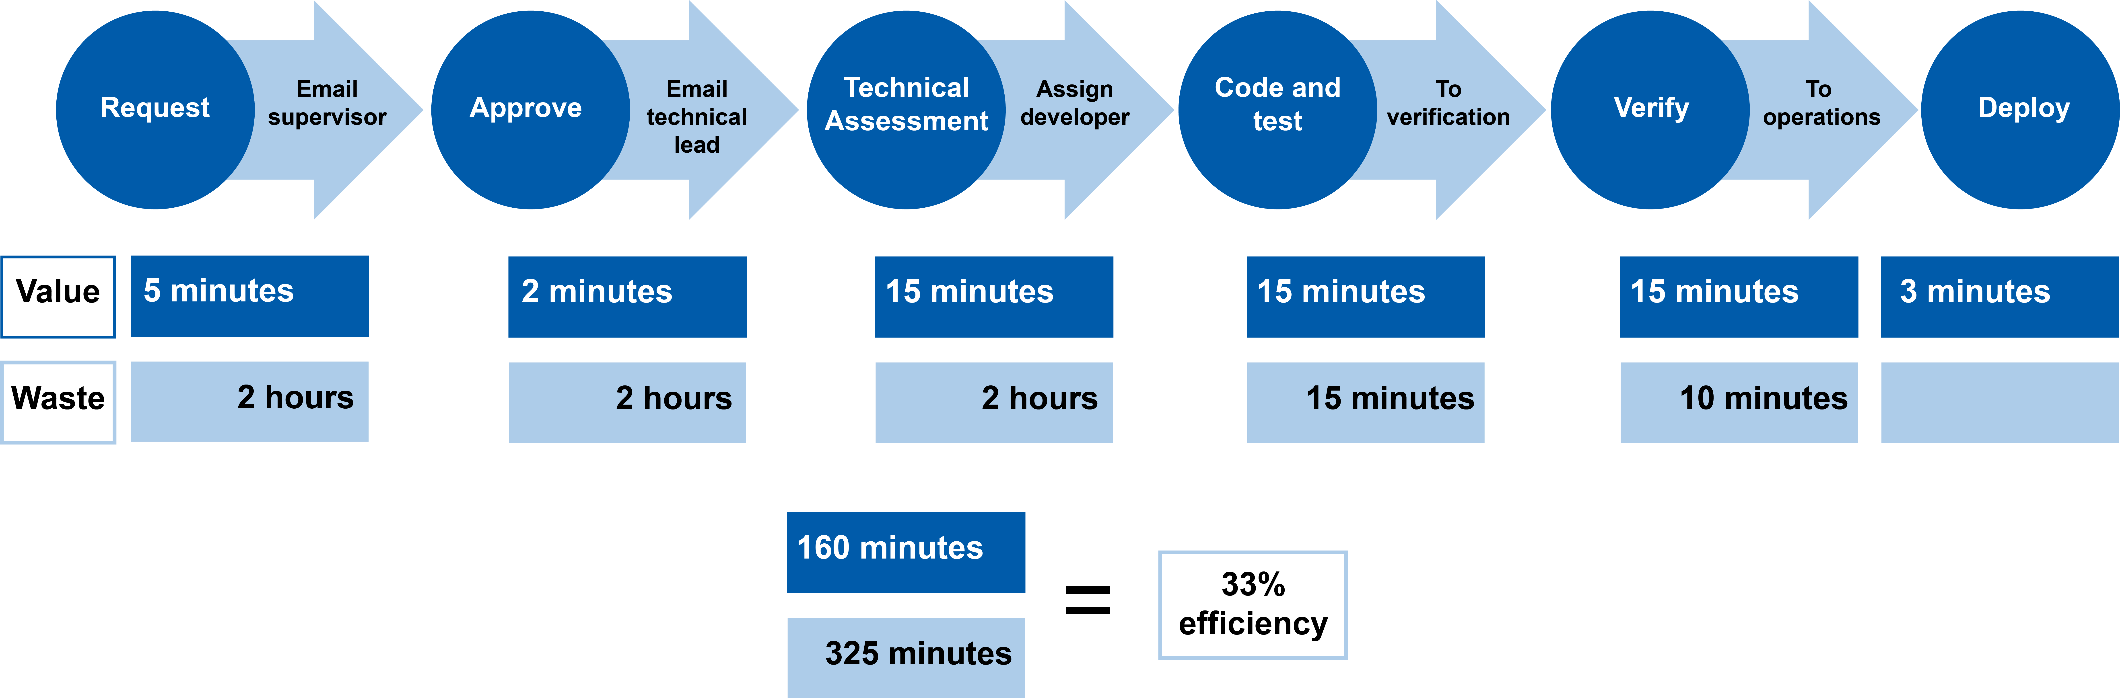 Request
Email
supervisor
Approve
Email
technical
lead
Technical
Assessment
Assign
developer
Code and
test
To
verification
Verify
To
operations
Deploy
Value
5 minutes
2 minutes
15 minutes
15 minutes
15 minutes
3 minutes
Waste
2 hours
2 hours
2 hours
15 minutes
10 minutes
160 minutes
325 minutes
=
33%
efficiency